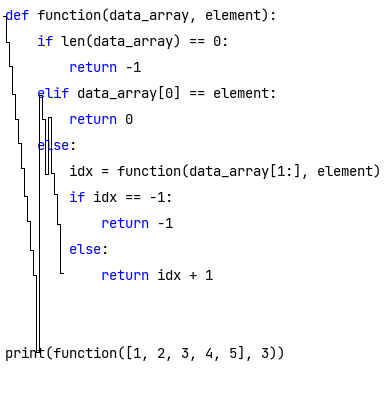 def function(data_array, element):
    if len(data_array) == 0:
        return -1
    elif data_array[0] == element:
        return 0
    else:
        idx = function(data_array[1:], element)
        if idx == -1:
            return -1
        else:
            return idx + 1
print(function([1, 2, 3, 4, 5], 3))